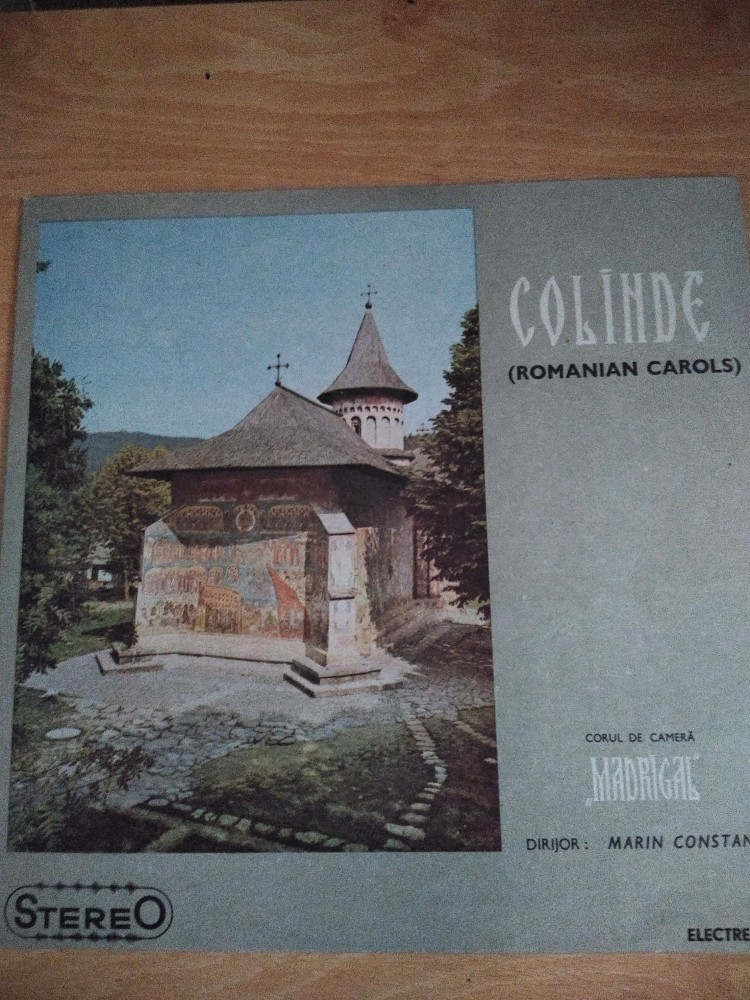 COLINDE
(ROMANIAN CAROLS)
CORUL DE CAMERĂ
„MADRIGAL”
DIRIJOR: MARIN CONSTAN
STEREO
ELECTRE